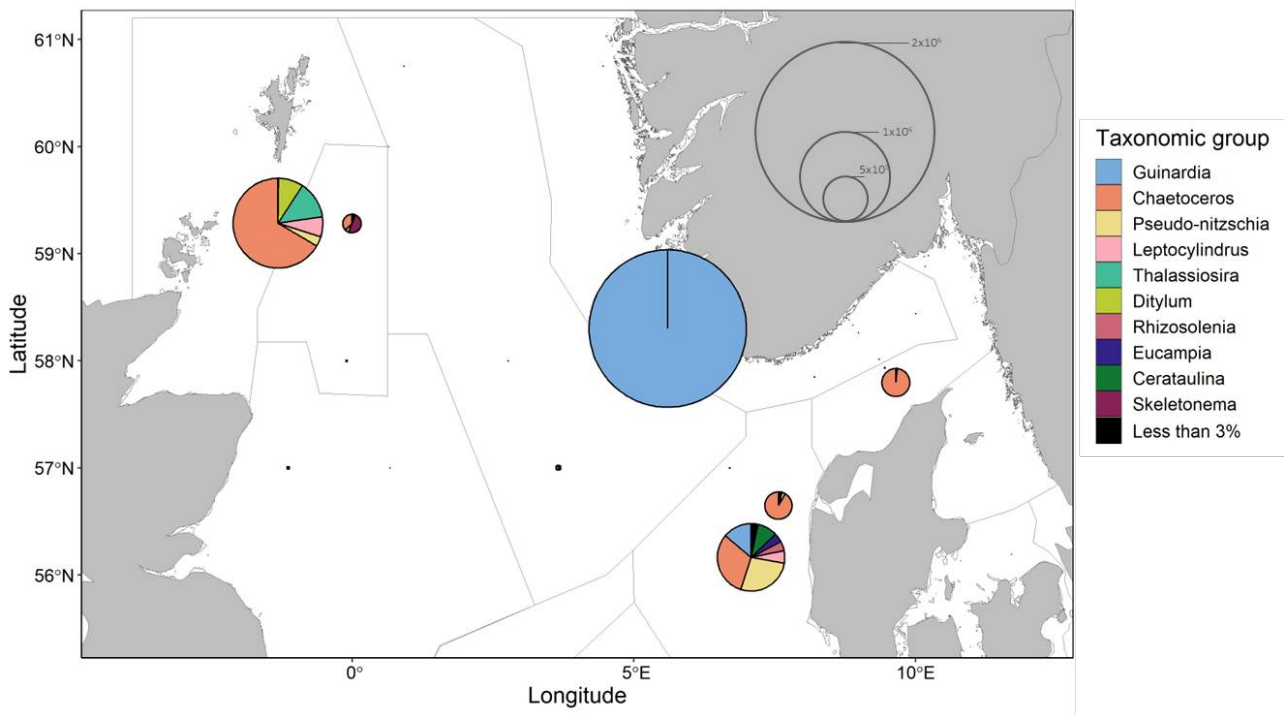 61°N
60°N
59°N
58°N
57°N
56°N
Latitude
0°
5°E
10°E
Longitude
2x10⁶
1x10⁶
Taxonomic group
Guinardia
Chaetoceros
Pseudo-nitzschia
Leptocylindrus
Thalassiosira
Ditylum
Rhizosolenia
Eucampia
Cerataulina
Skeletonema
Less than 3%